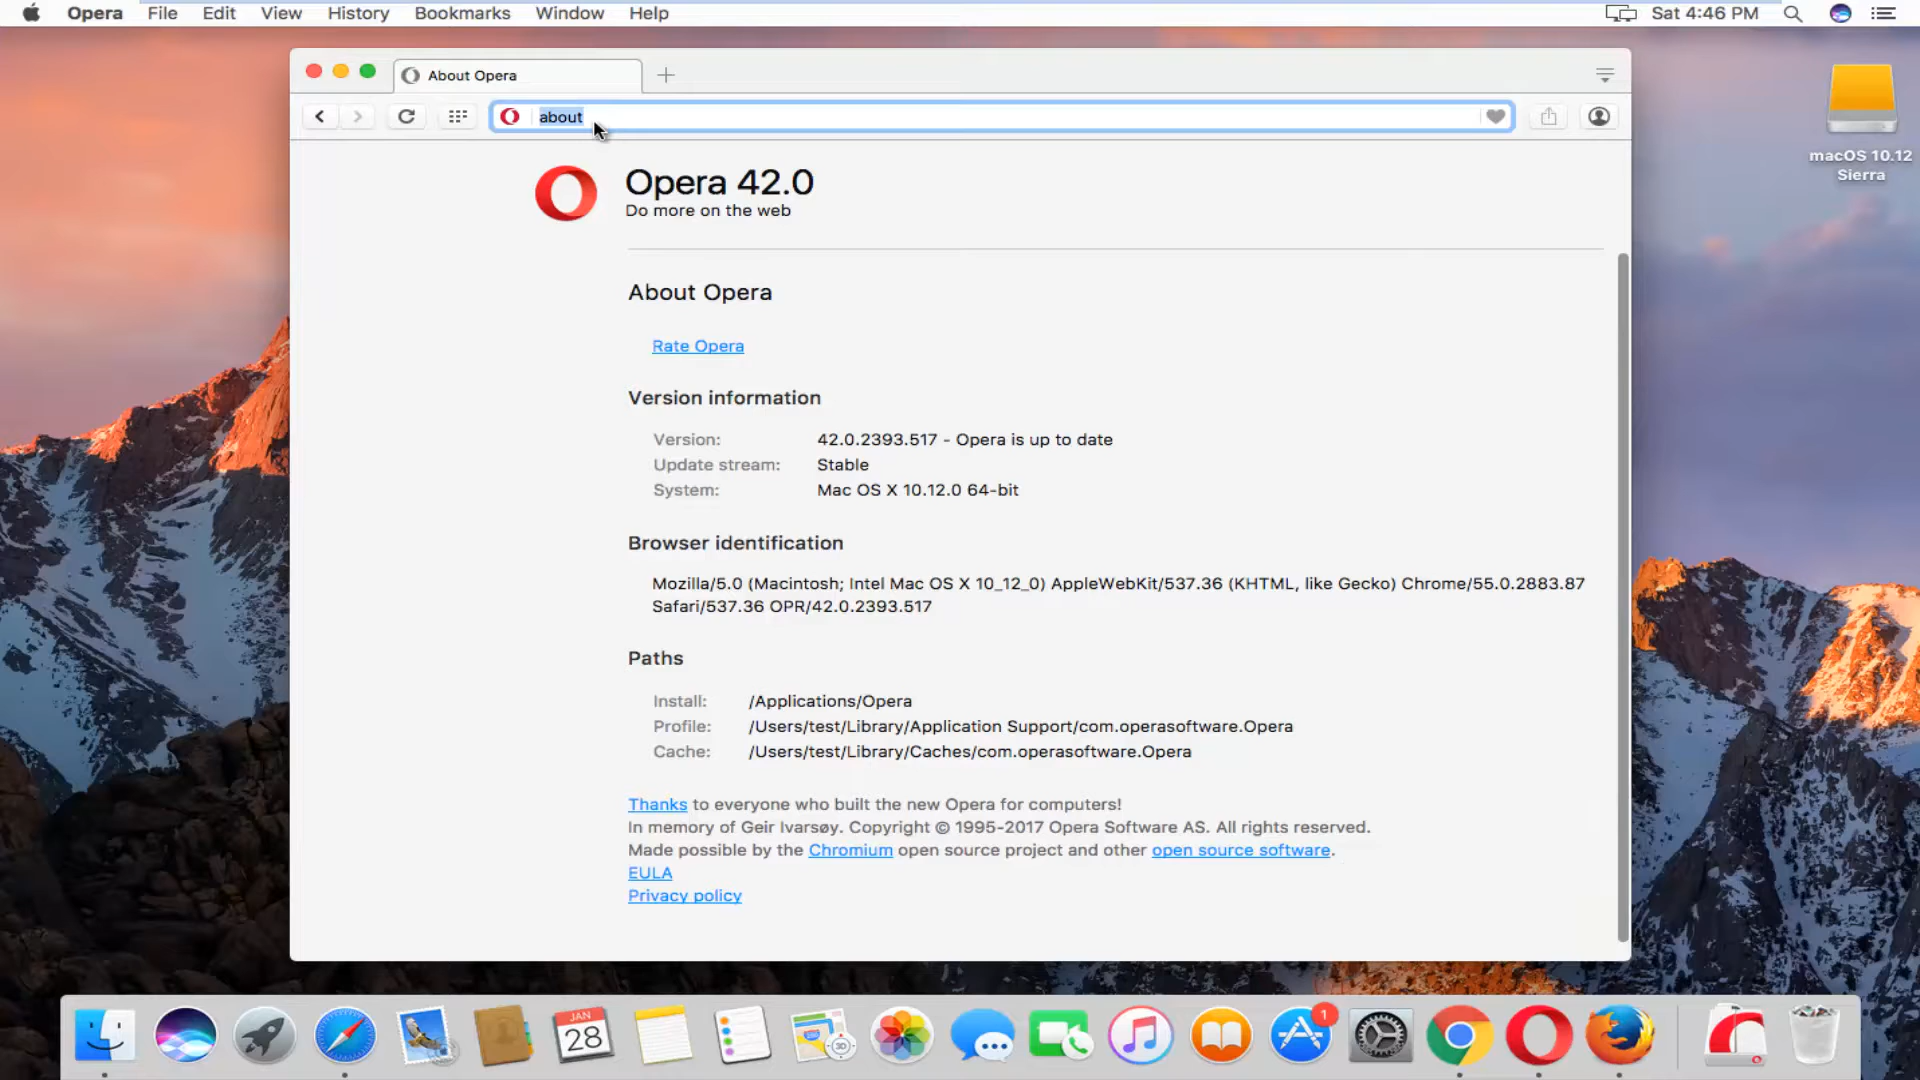 Opera File Edit View History Bookmarks Window Help Sat 4:46 PM
About Opera
about
macOS 10.12
Sierra
Opera 42.0
Do more on the web
About Opera
Rate Opera
Version information
Version: 42.0.2393.517 - Opera is up to date
Update stream: Stable
System: Mac OS X 10.12.0 64-bit
Browser identification
Mozilla/5.0 (Macintosh; Intel Mac OS X 10_12_0) AppleWebKit/537.36 (KHTML, like Gecko) Chrome/55.0.2883.87
Safari/537.36 OPR/42.0.2393.517
Paths
Install: /Applications/Opera
Profile: /Users/test/Library/Application Support/com.operasoftware.Opera
Cache: /Users/test/Library/Caches/com.operasoftware.Opera
Thanks to everyone who built the new Opera for computers!
In memory of Geir Ivarsøy. Copyright © 1995-2017 Opera Software AS. All rights reserved.
Made possible by the Chromium open source project and other open source software.
EULA
Privacy policy
JAN
28
3D
1